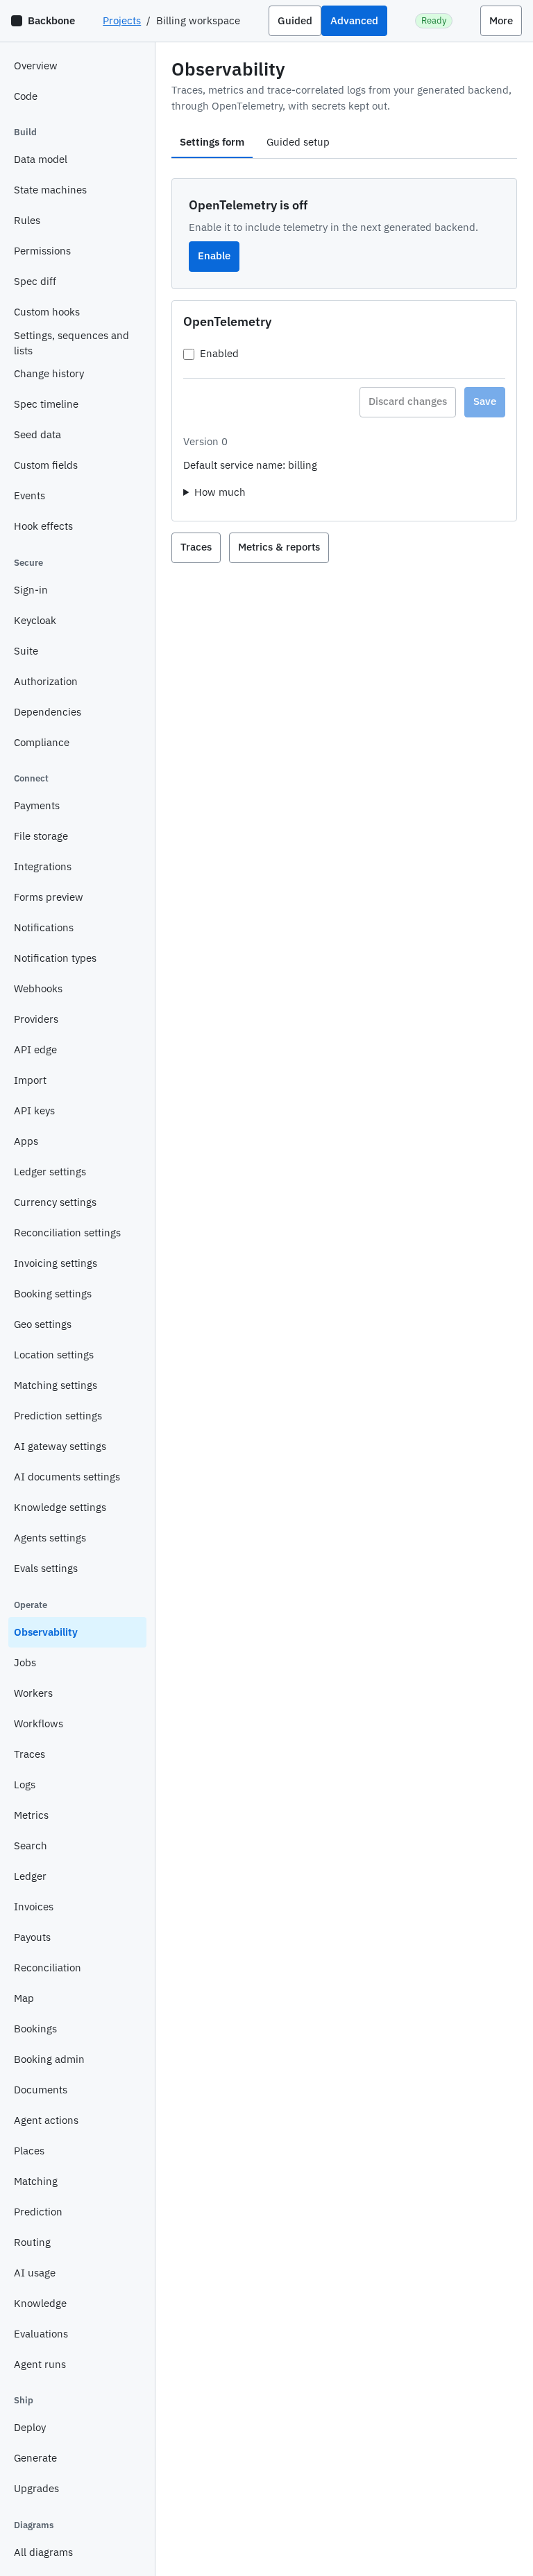 Backbone
Projects / Billing workspace
Guided
Advanced
Ready
More
Overview
Code
Build
Data model
State machines
Rules
Permissions
Spec diff
Custom hooks
Settings, sequences and
lists
Change history
Spec timeline
Seed data
Custom fields
Events
Hook effects
Secure
Sign-in
Keycloak
Suite
Authorization
Dependencies
Compliance
Connect
Payments
File storage
Integrations
Forms preview
Notifications
Notification types
Webhooks
Providers
API edge
Import
API keys
Apps
Ledger settings
Currency settings
Reconciliation settings
Invoicing settings
Booking settings
Geo settings
Location settings
Matching settings
Prediction settings
AI gateway settings
AI documents settings
Knowledge settings
Agents settings
Evals settings
Operate
Observability
Jobs
Workers
Workflows
Traces
Logs
Metrics
Search
Ledger
Invoices
Payouts
Reconciliation
Map
Bookings
Booking admin
Documents
Agent actions
Places
Matching
Prediction
Routing
AI usage
Knowledge
Evaluations
Agent runs
Ship
Deploy
Generate
Upgrades
Diagrams
All diagrams
Observability
Traces, metrics and trace-correlated logs from your generated backend,
through OpenTelemetry, with secrets kept out.
Settings form
Guided setup
OpenTelemetry is off
Enable it to include telemetry in the next generated backend.
Enable
OpenTelemetry
Enabled
Discard changes
Save
Version 0
Default service name: billing
How much
Traces
Metrics & reports